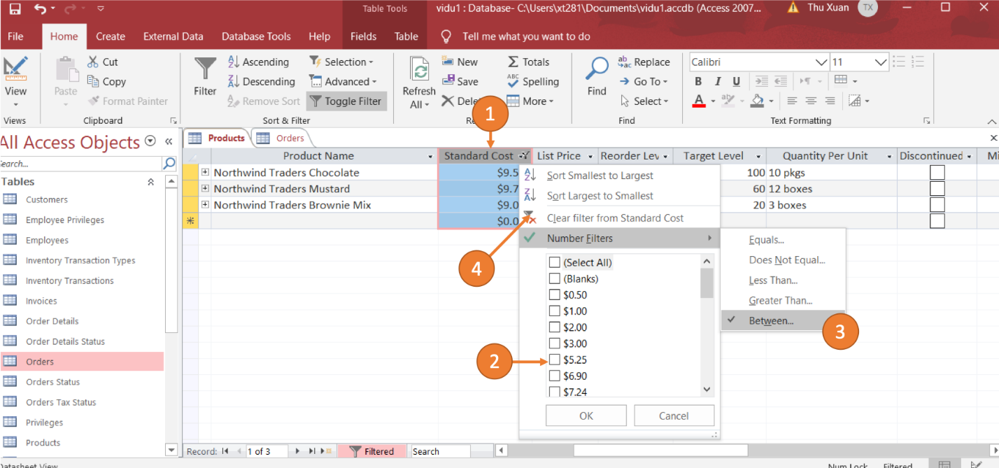 Table Tools vidu1 : Database- C:\Users\xt281\Documents\vidu1.accdb (Access 2007... Thu Xuan TX
File Home Create External Data Database Tools Help Fields Table Tell me what you want to do
View
Views
Paste
Cut
Copy
Format Painter
Clipboard
Filter
Ascending
Descending
Remove Sort
Selection
Advanced
Toggle Filter
Sort & Filter
Refresh
All
New
Save
Totals
Spelling
More
Find
Replace
Go To
Select
Find
Calibri 11
B I U
A
Text Formatting
1
All Access Objects
Search...
Tables
Customers
Employee Privileges
Employees
Inventory Transaction Types
Inventory Transactions
Invoices
Order Details
Order Details Status
Orders
Orders Status
Orders Tax Status
Privileges
Products
Products Orders
Product Name Standard Cost List Price Reorder Lev Target Level Quantity Per Unit Discontinued Mi
Northwind Traders Chocolate $9.5 100 10 pkgs
Northwind Traders Mustard $9.7 60 12 boxes
Northwind Traders Brownie Mix $9.0 20 3 boxes
$0.0
Sort Smallest to Largest
Sort Largest to Smallest
Clear filter from Standard Cost
Number Filters
(Select All)
(Blanks)
$0.50
$1.00
$2.00
$3.00
$5.25
$6.90
$7.24
OK Cancel
Equals...
Does Not Equal...
Less Than...
Greater Than...
Between...
4
3
2
Record: 1 of 3 Filtered Search
Datasheet View Num Lock Filtered